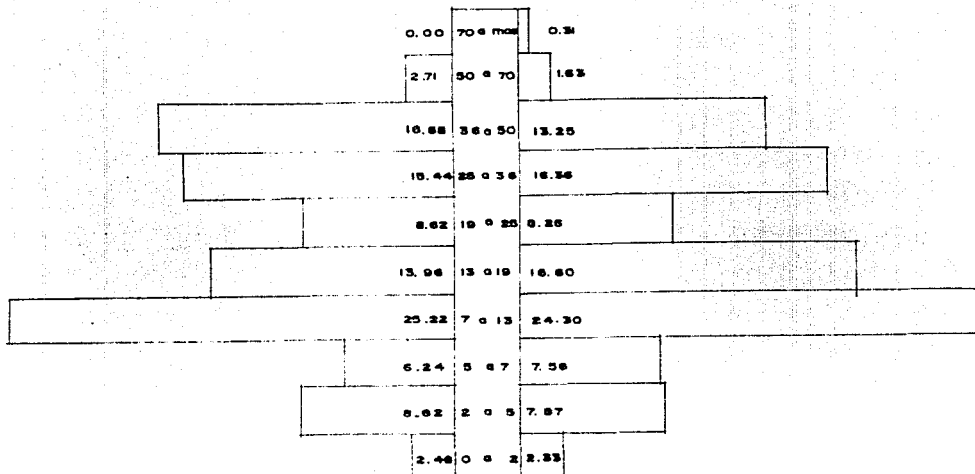 0.00 70 a mas 0.31
2.71 50 a 70 1.63
16.88 36 a 50 13.25
15.44 25 a 36 16.36
8.62 19 a 25 8.26
13.96 13 a 19 16.60
25.22 7 a 13 24.30
6.24 5 a 7 7.56
8.62 2 a 5 7.87
2.46 0 a 2 2.33